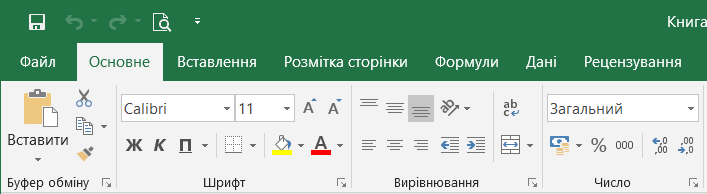 Книга
Файл Основне Вставлення Розмітка сторінки Формули Дані Рецензування
Calibri 11 ab Загальний
Вставити Ж К П А % 000
Буфер обміну Шрифт Вирівнювання Число